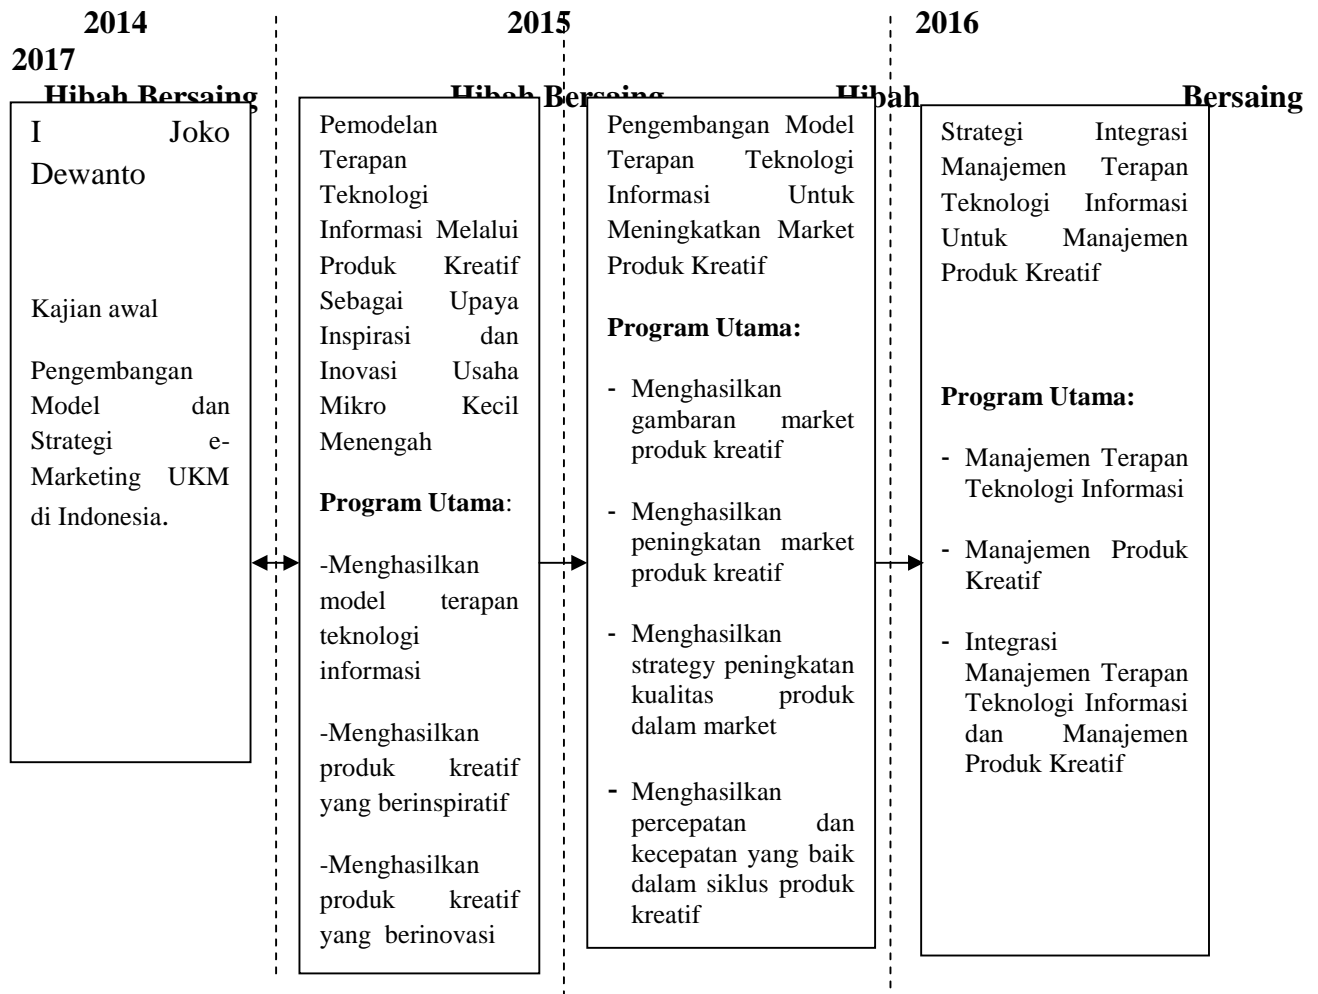 2014 2015 2016
2017
Hibah Bersaing Hibah Bersaing Hibah Bersaing
I Joko
Dewanto
Kajian awal
Pengembangan
Model dan
Strategi e-
Marketing UKM
di Indonesia.
Pemodelan
Terapan
Teknologi
Informasi Melalui
Produk Kreatif
Sebagai Upaya
Inspirasi dan
Inovasi Usaha
Mikro Kecil
Menengah
Program Utama:
-Menghasilkan
model terapan
teknologi
informasi
-Menghasilkan
produk kreatif
yang berinspiratif
-Menghasilkan
produk kreatif
yang berinovasi
Pengembangan Model
Terapan Teknologi
Informasi Untuk
Meningkatkan Market
Produk Kreatif
Program Utama:
- Menghasilkan
gambaran market
produk kreatif
- Menghasilkan
peningkatan market
produk kreatif
- Menghasilkan
strategy peningkatan
kualitas produk
dalam market
- Menghasilkan
percepatan dan
kecepatan yang baik
dalam siklus produk
kreatif
Strategi Integrasi
Manajemen Terapan
Teknologi Informasi
Untuk Manajemen
Produk Kreatif
Program Utama:
- Manajemen Terapan
Teknologi Informasi
- Manajemen Produk
Kreatif
- Integrasi
Manajemen Terapan
Teknologi Informasi
dan Manajemen
Produk Kreatif